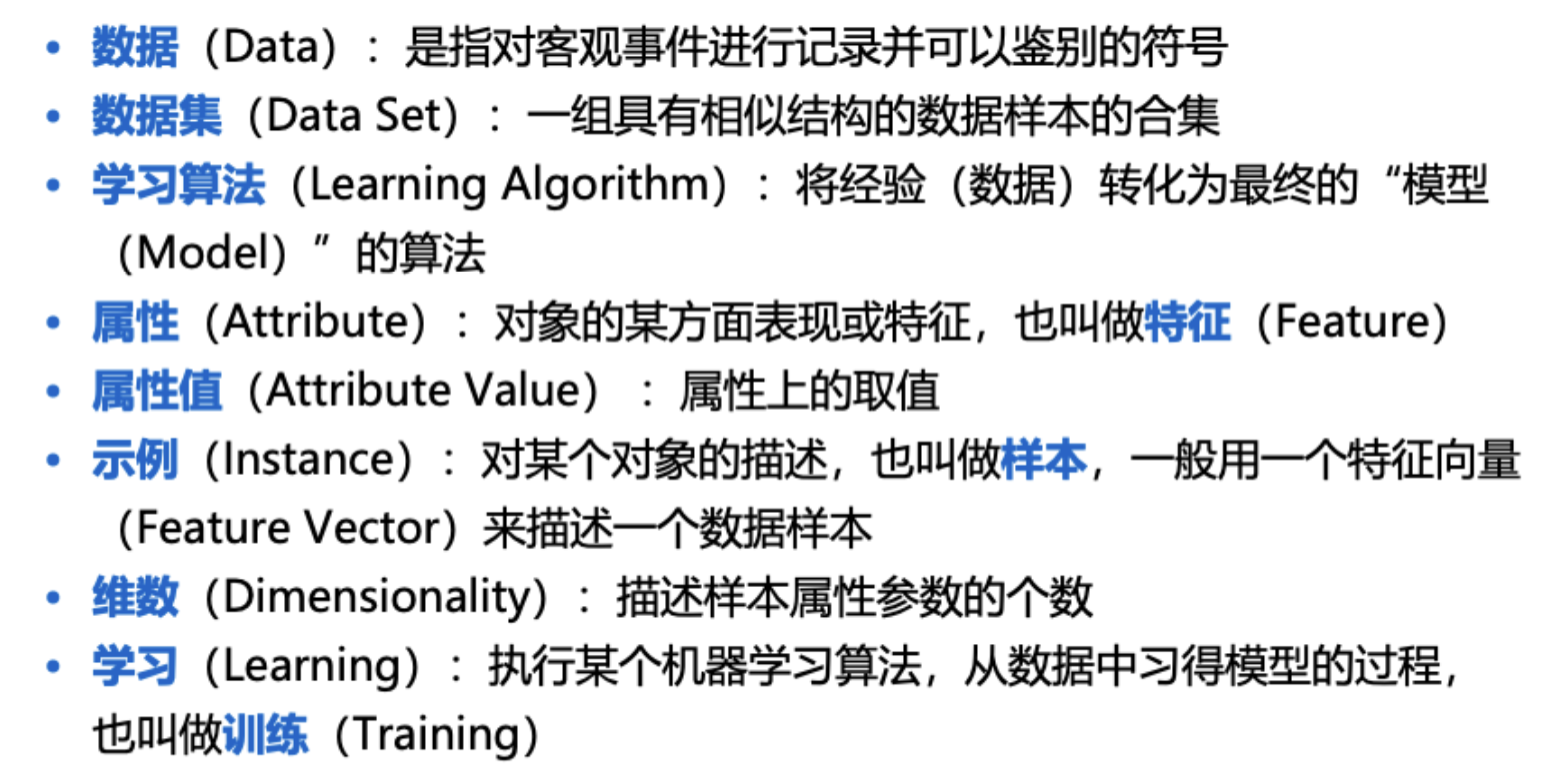 • 数据（Data）：是指对客观事件进行记录并可以鉴别的符号
• 数据集（Data Set）：一组具有相似结构的数据样本的合集
• 学习算法（Learning Algorithm）：将经验（数据）转化为最终的“模型
（Model）”的算法
• 属性（Attribute）：对象的某方面表现或特征，也叫做特征（Feature）
• 属性值（Attribute Value）：属性上的取值
• 示例（Instance）：对某个对象的描述，也叫做样本，一般用一个特征向量
（Feature Vector）来描述一个数据样本
• 维数（Dimensionality）：描述样本属性参数的个数
• 学习（Learning）：执行某个机器学习算法，从数据中习得模型的过程，
也叫做训练（Training）